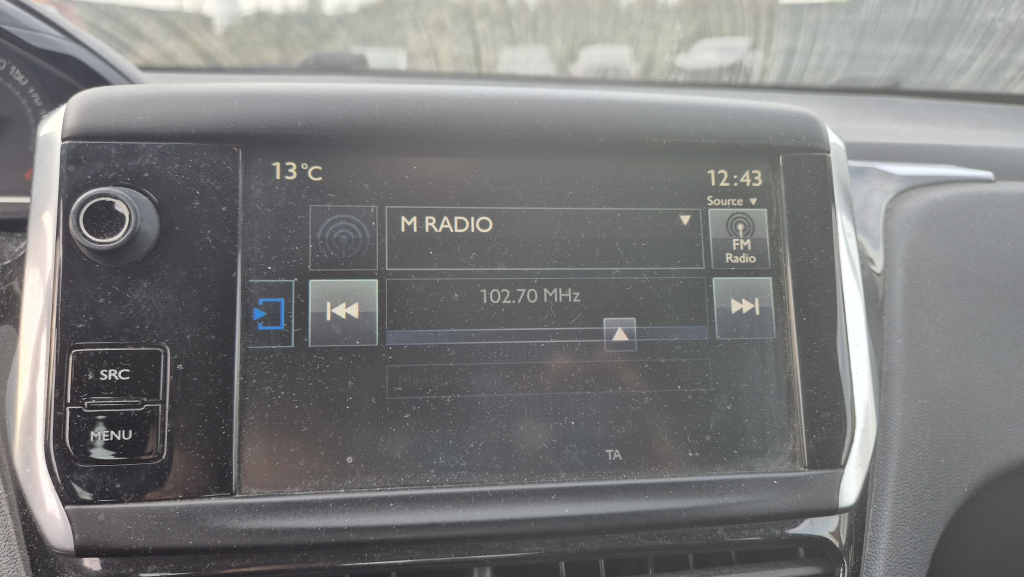 13°C
12:43
Source ▼
M RADIO
FM
Radio
102.70 MHz
SRC
MENU
TA